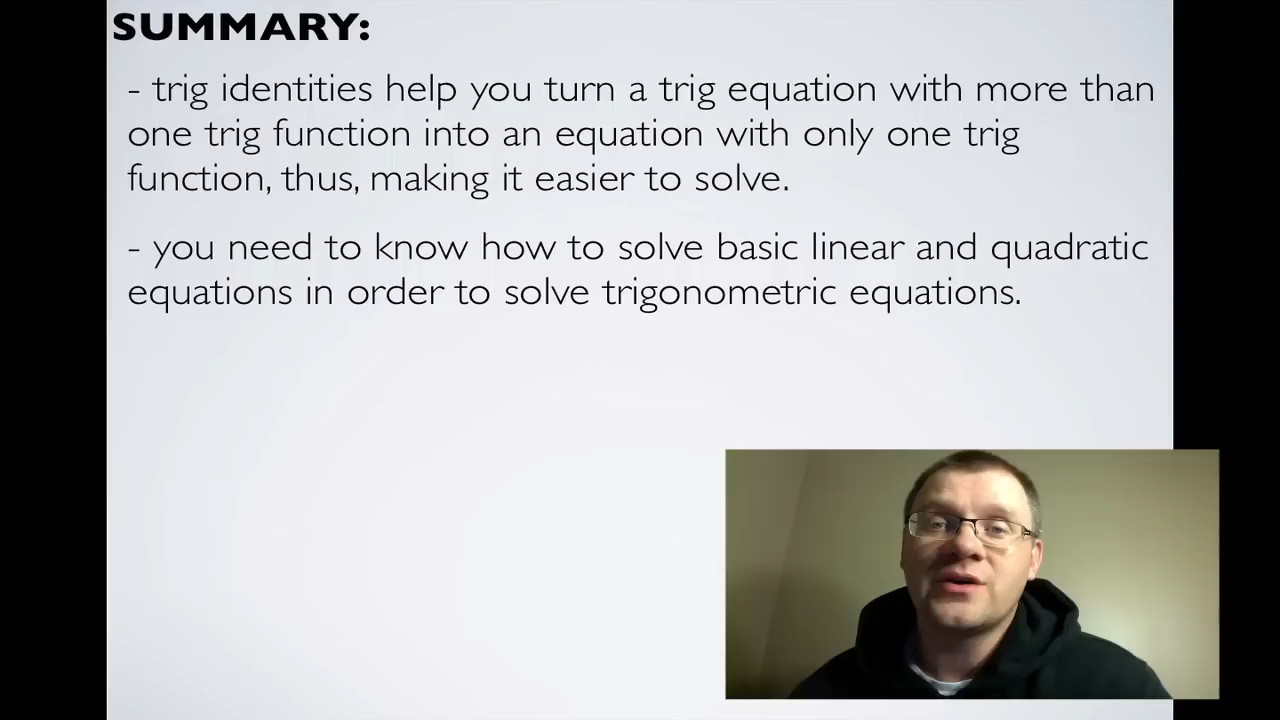 SUMMARY:
- trig identities help you turn a trig equation with more than
one trig function into an equation with only one trig
function, thus, making it easier to solve.
- you need to know how to solve basic linear and quadratic
equations in order to solve trigonometric equations.